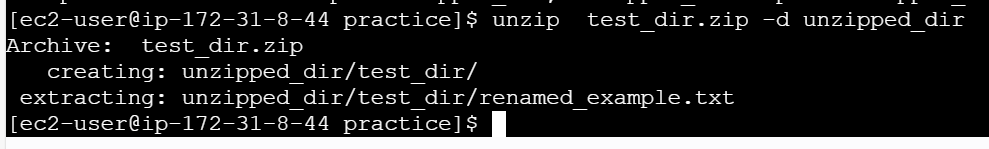 [ec2-user@ip-172-31-8-44 practice]$ unzip  test_dir.zip -d unzipped_dir
Archive:  test_dir.zip
   creating: unzipped_dir/test_dir/
 extracting: unzipped_dir/test_dir/renamed_example.txt
[ec2-user@ip-172-31-8-44 practice]$